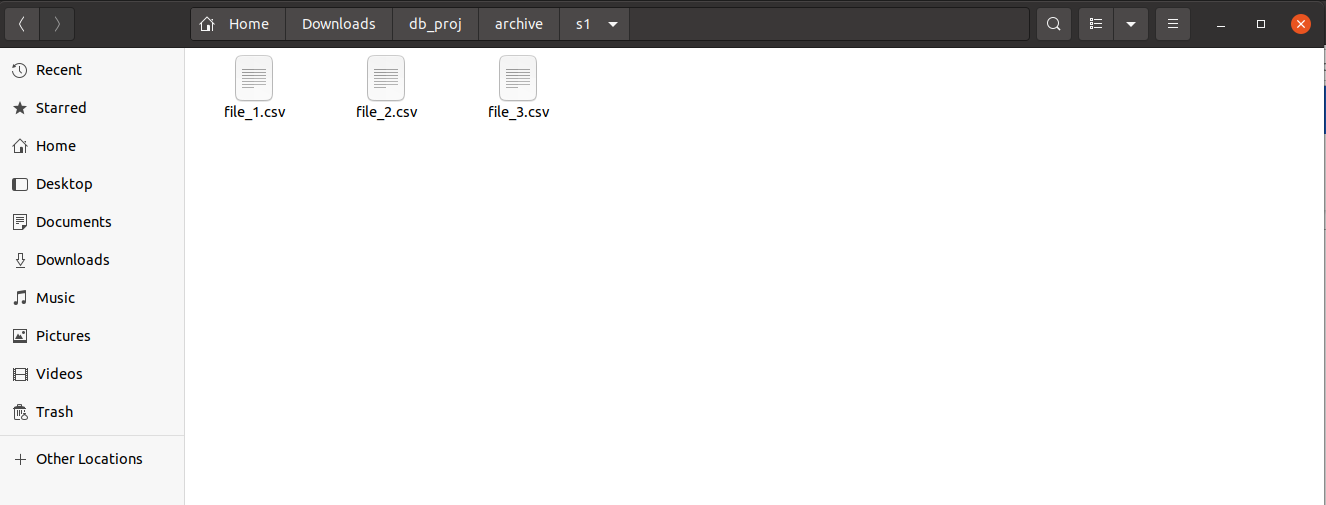 Home Downloads db_proj archive s1
Recent
Starred
Home
Desktop
Documents
Downloads
Music
Pictures
Videos
Trash
Other Locations
file_1.csv file_2.csv file_3.csv